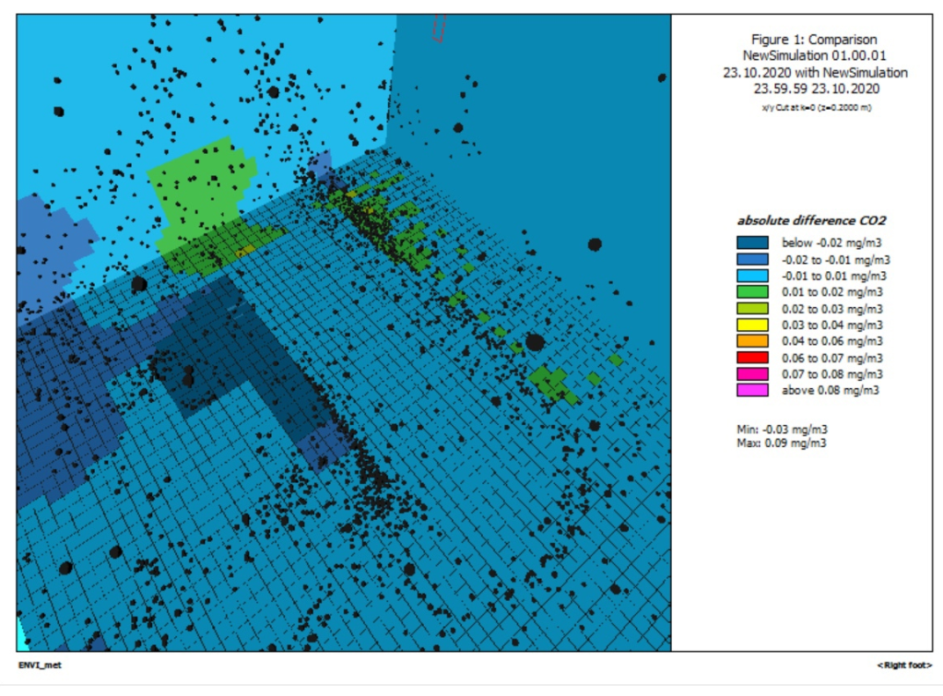 Figure 1: Comparison
NewSimulation 01.00.01
23.10.2020 with NewSimulation
23.59.59 23.10.2020
x/y Cut at k=0 (z=0.2000 m)
absolute difference CO2
below -0.02 mg/m3
-0.02 to -0.01 mg/m3
-0.01 to 0.01 mg/m3
0.01 to 0.02 mg/m3
0.02 to 0.03 mg/m3
0.03 to 0.04 mg/m3
0.04 to 0.06 mg/m3
0.06 to 0.07 mg/m3
0.07 to 0.08 mg/m3
above 0.08 mg/m3
Min: -0.03 mg/m3
Max: 0.09 mg/m3
ENVI_met
<Right foot>